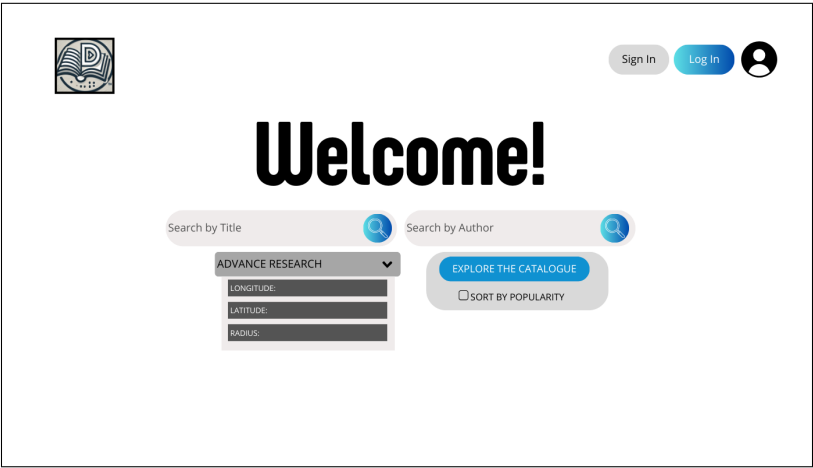 D
Sign In
Log In
Welcome!
Search by Title
Search by Author
ADVANCE RESEARCH
EXPLORE THE CATALOGUE
LONGITUDE:
SORT BY POPULARITY
LATITUDE:
RADIUS: